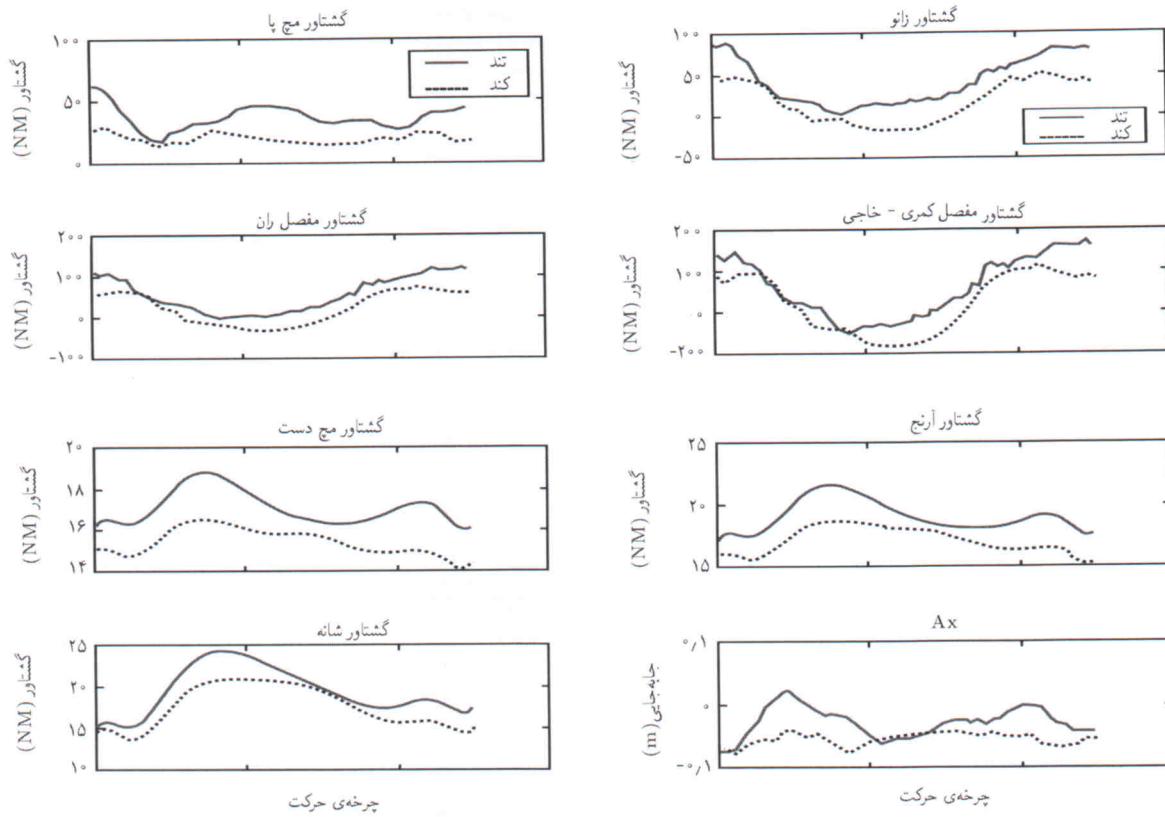 گشتاور مچ پا
گشتاور زانو
گشتاور (NM)
۱۰۰
۵۰
۰
تند
کند
گشتاور (NM)
۱۰۰
۵۰
۰
-۵۰
تند
کند
گشتاور مفصل ران
گشتاور مفصل کمری - خاجی
گشتاور (NM)
۲۰۰
۱۰۰
۰
-۱۰۰
گشتاور (NM)
۲۰۰
۱۰۰
۰
-۲۰۰
گشتاور مچ دست
گشتاور آرنج
گشتاور (NM)
۲۰
۱۸
۱۶
۱۴
گشتاور (NM)
۲۵
۲۰
۱۵
گشتاور شانه
Ax
گشتاور (NM)
۲۵
۲۰
۱۵
۱۰
جابه‌جایی (m)
۰/۱
۰
-۰/۱
چرخه‌ی حرکت
چرخه‌ی حرکت